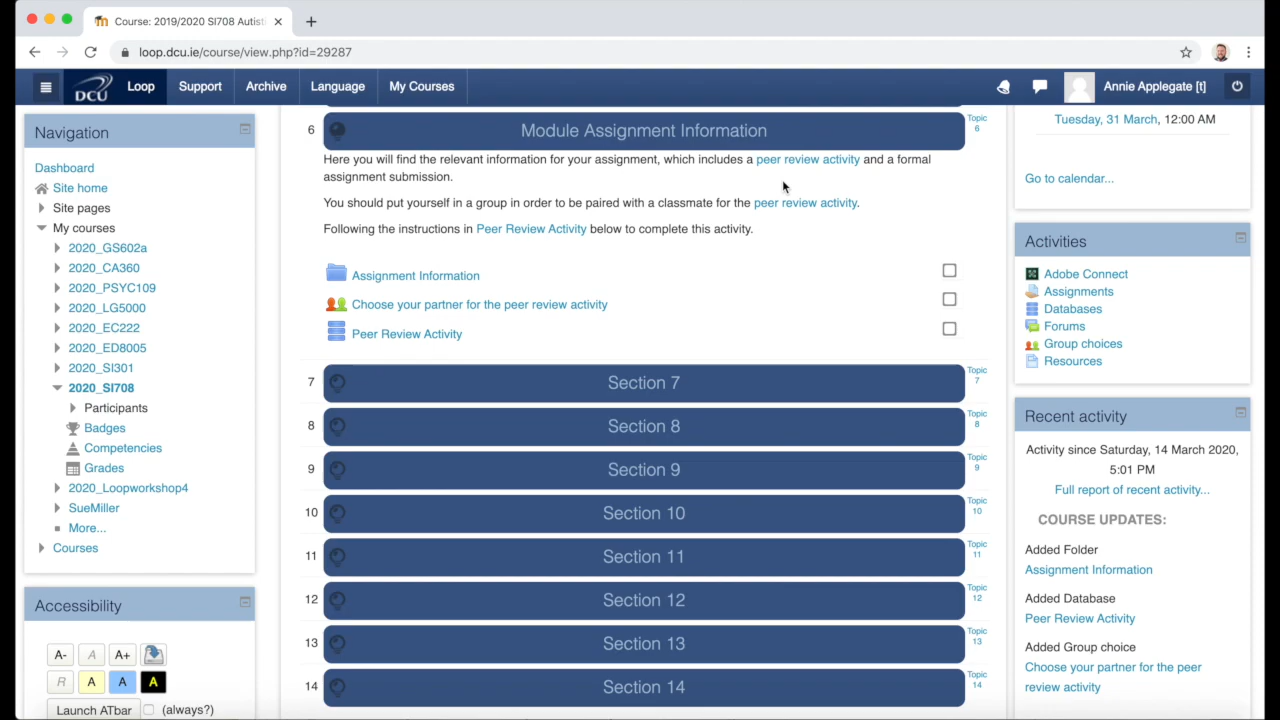 Course: 2019/2020 SI708 Autist
loop.dcu.ie/course/view.php?id=29287
DCU
Loop
Support
Archive
Language
My Courses
Annie Applegate [t]
Navigation
Dashboard
Site home
Site pages
My courses
2020_GS602a
2020_CA360
2020_PSYC109
2020_LG5000
2020_EC222
2020_ED8005
2020_SI301
2020_SI708
Participants
Badges
Competencies
Grades
2020_Loopworkshop4
SueMiller
More...
Courses
Accessibility
A-
A
A+
R
A
A
A
Launch ATbar
(always?)
6
Module Assignment Information
Topic
6
Here you will find the relevant information for your assignment, which includes a peer review activity and a formal
assignment submission.
You should put yourself in a group in order to be paired with a classmate for the peer review activity.
Following the instructions in Peer Review Activity below to complete this activity.
Assignment Information
Choose your partner for the peer review activity
Peer Review Activity
7
Section 7
Topic
7
8
Section 8
Topic
8
9
Section 9
Topic
9
10
Section 10
Topic
10
11
Section 11
Topic
11
12
Section 12
Topic
12
13
Section 13
Topic
13
14
Section 14
Topic
14
Tuesday, 31 March, 12:00 AM
Go to calendar...
Activities
Adobe Connect
Assignments
Databases
Forums
Group choices
Resources
Recent activity
Activity since Saturday, 14 March 2020,
5:01 PM
Full report of recent activity...
COURSE UPDATES:
Added Folder
Assignment Information
Added Database
Peer Review Activity
Added Group choice
Choose your partner for the peer
review activity